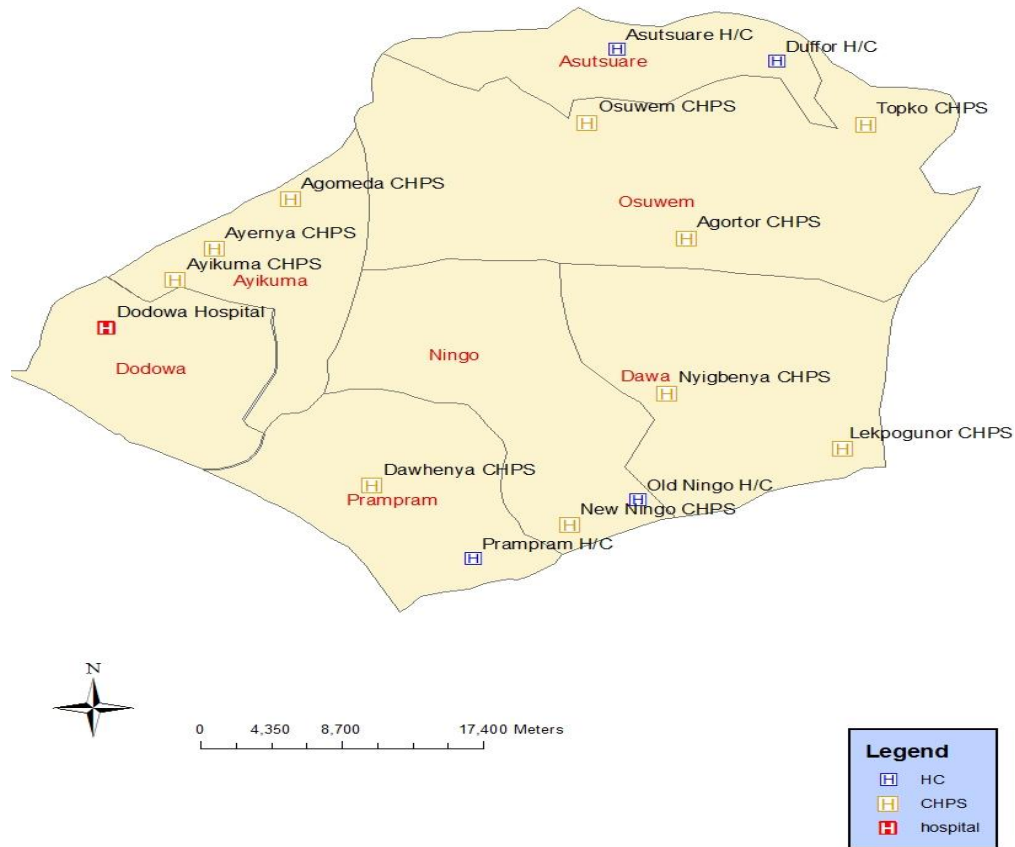 Asutsuare H/C
Duffor H/C
Asutsuare
Osuwem CHPS
Topko CHPS
Agomeda CHPS
Osuwem
Agortor CHPS
Ayernya CHPS
Ayikuma CHPS
Ayikuma
Dodowa Hospital
Dodowa
Ningo
Dawa
Nyigbenya CHPS
Lekpogunor CHPS
Dawhenya CHPS
Prampram
Old Ningo H/C
New Ningo CHPS
Prampram H/C
N
0 4,350 8,700 17,400 Meters
Legend
H HC
H CHPS
H hospital